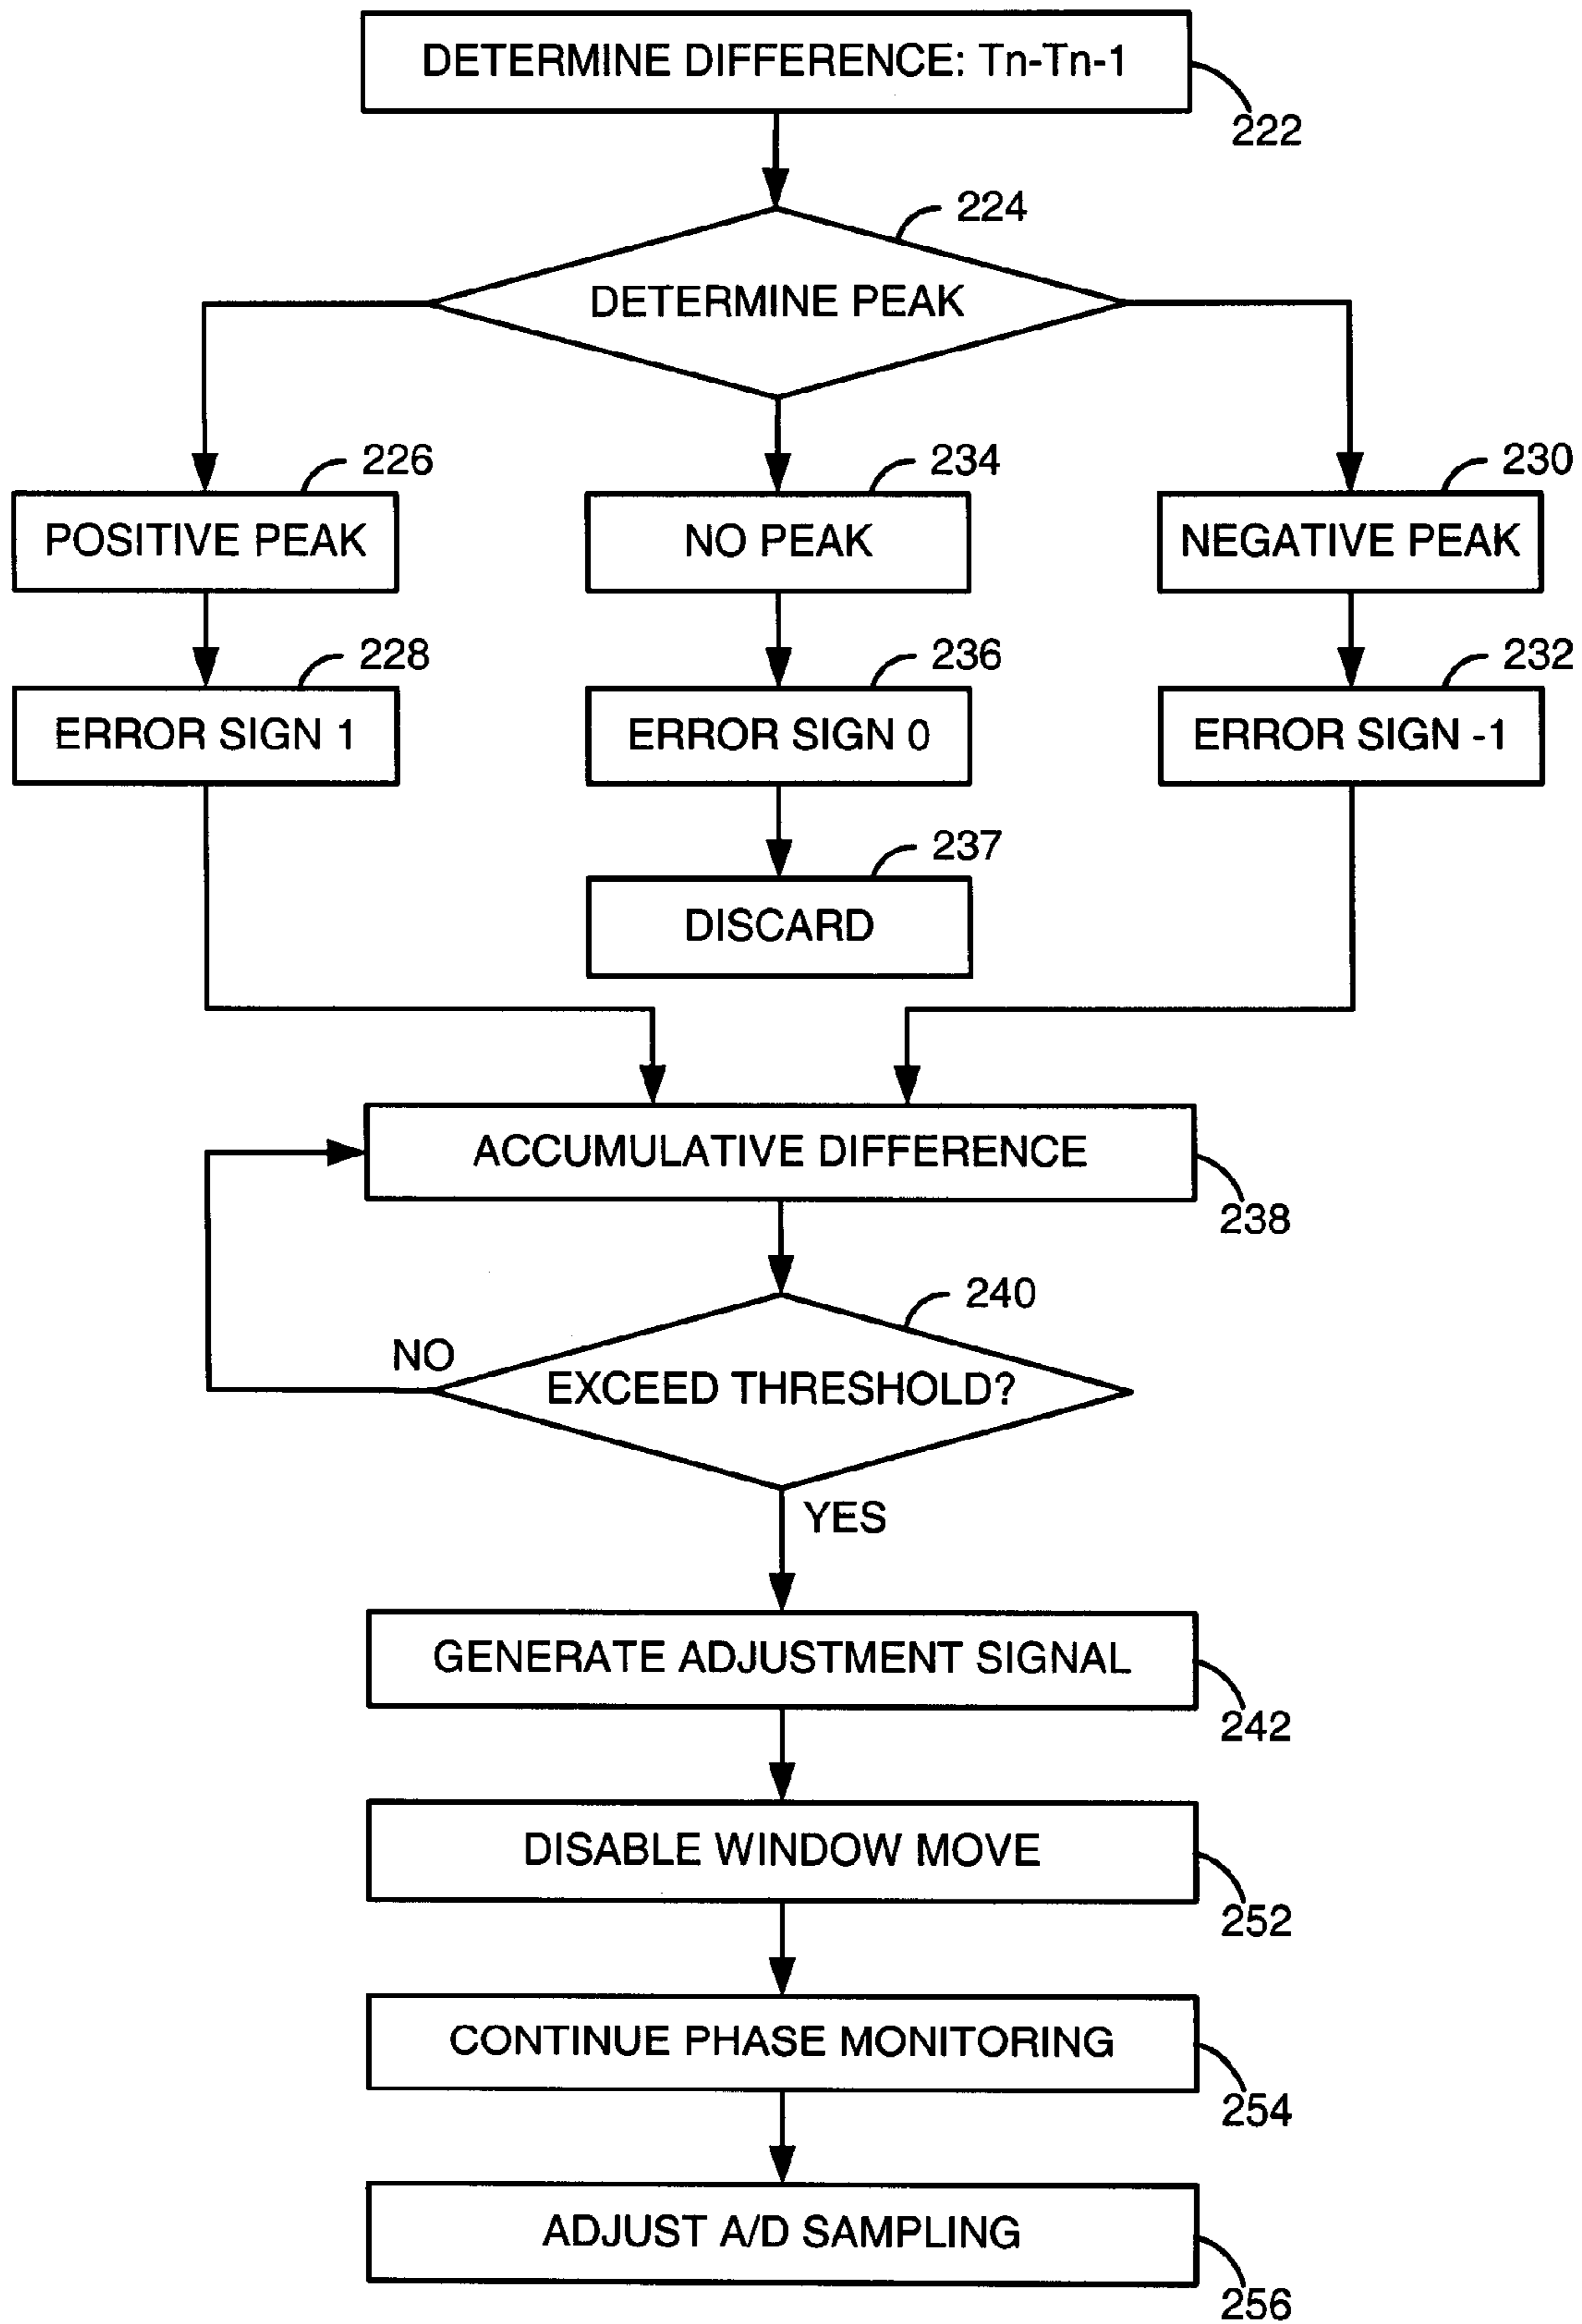 DETERMINE DIFFERENCE: Tn-Tn-1
222
224
DETERMINE PEAK
226
234
230
POSITIVE PEAK
NO PEAK
NEGATIVE PEAK
228
236
232
ERROR SIGN 1
ERROR SIGN 0
ERROR SIGN -1
237
DISCARD
ACCUMULATIVE DIFFERENCE
238
240
NO
EXCEED THRESHOLD?
YES
GENERATE ADJUSTMENT SIGNAL
242
DISABLE WINDOW MOVE
252
CONTINUE PHASE MONITORING
254
ADJUST A/D SAMPLING
256